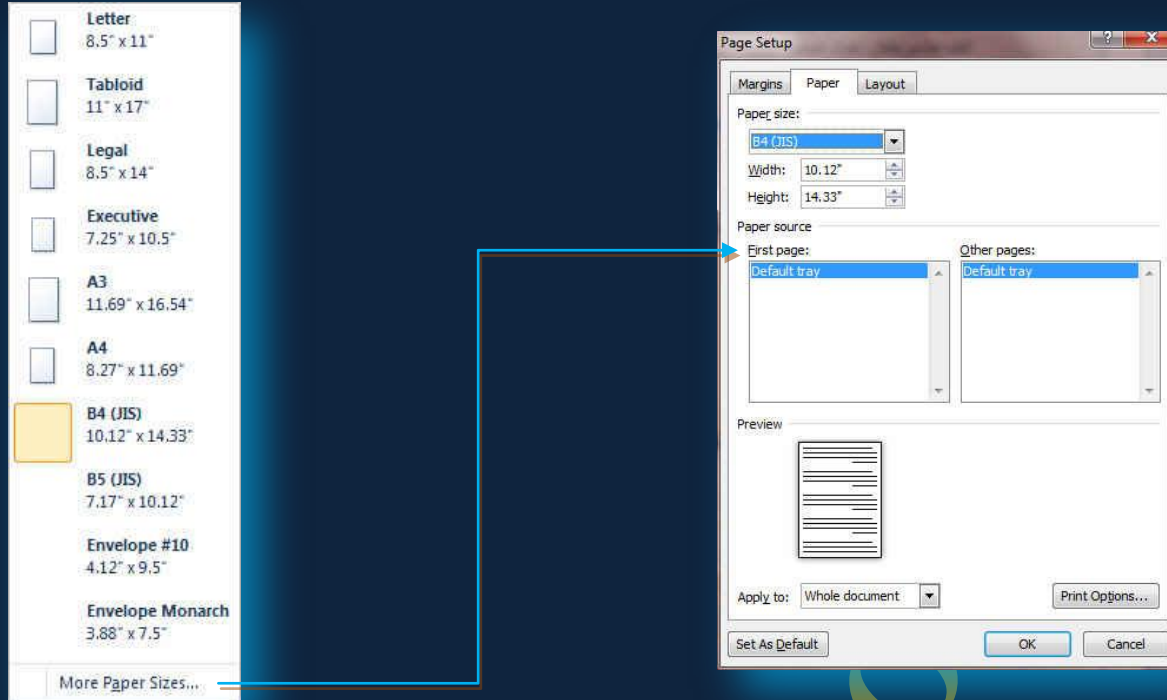 Letter
8.5" x 11"
Tabloid
11" x 17"
Legal
8.5" x 14"
Executive
7.25" x 10.5"
A3
11.69" x 16.54"
A4
8.27" x 11.69"
B4 (JIS)
10.12" x 14.33"
B5 (JIS)
7.17" x 10.12"
Envelope #10
4.12" x 9.5"
Envelope Monarch
3.88" x 7.5"
More Paper Sizes...
Page Setup
Margins Paper Layout
Paper size:
B4 (JIS)
Width: 10.12"
Height: 14.33"
Paper source
First page: Other pages:
Default tray Default tray
Preview
Apply to: Whole document Print Options...
Set As Default OK Cancel